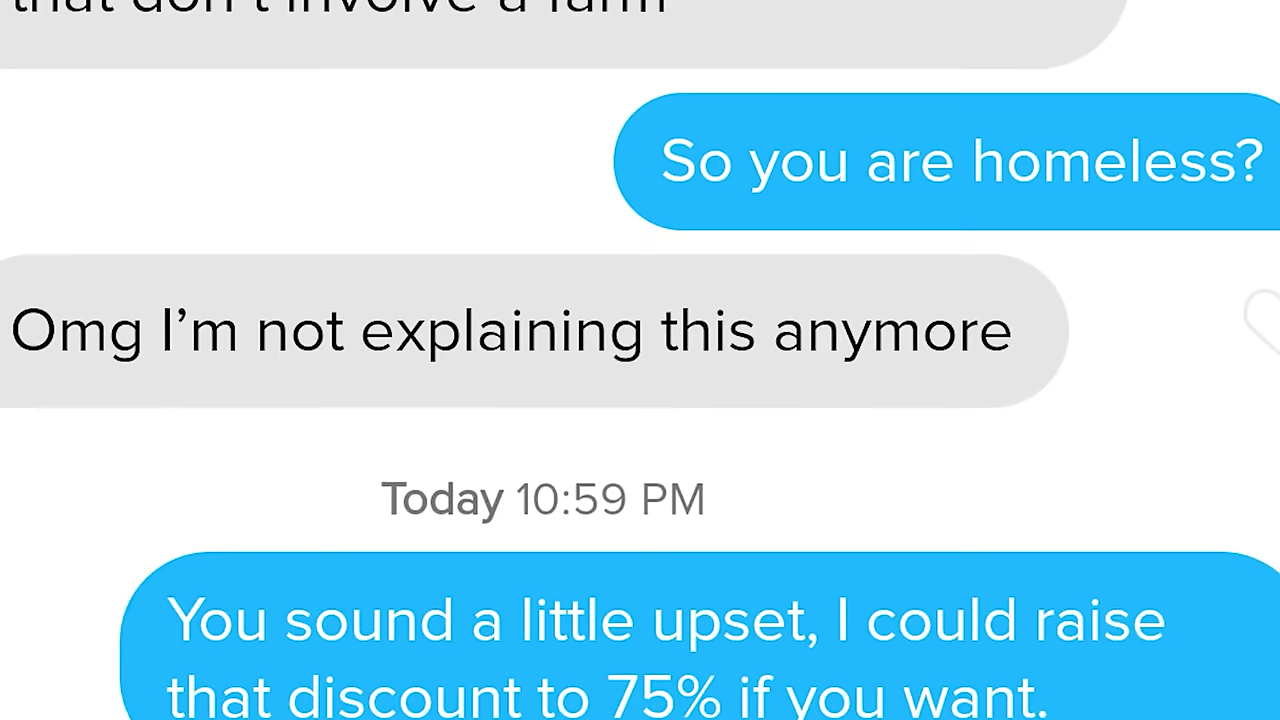 that don't involve a farm
So you are homeless?
Omg I’m not explaining this anymore
Today 10:59 PM
You sound a little upset, I could raise
that discount to 75% if you want.